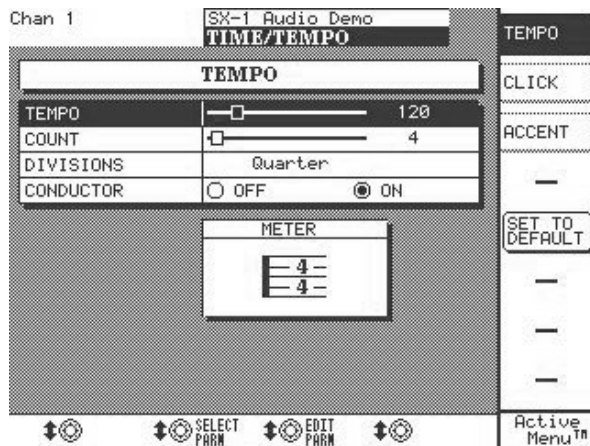 Chan 1
SX-1 Audio Demo
TIME/TEMPO
TEMPO
TEMPO 120
COUNT 4
DIVISIONS Quarter
CONDUCTOR OFF ON
METER
4
4
TEMPO
CLICK
ACCENT
SET TO
DEFAULT
SELECT
PARM
EDIT
PARM
Active
Menu™